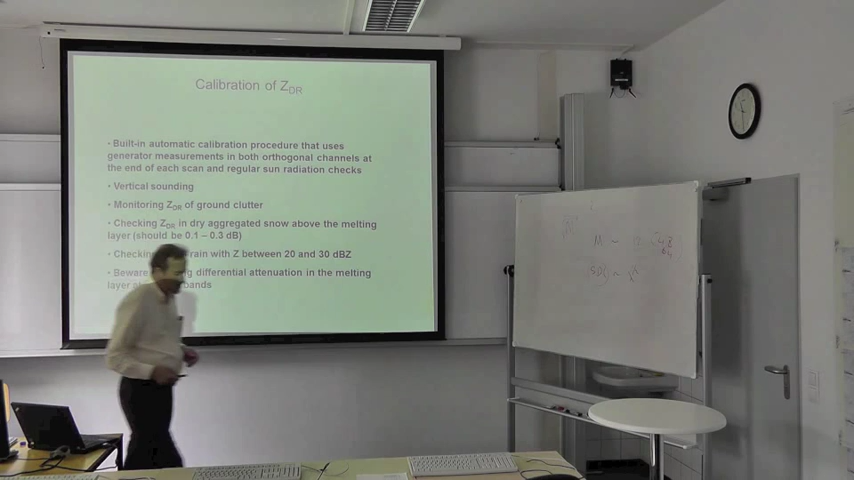 Calibration of ZDR
• Built-in automatic calibration procedure that uses
generator measurements in both orthogonal channels at
the end of each scan and regular sun radiation checks
• Vertical sounding
• Monitoring ZDR of ground clutter
• Checking ZDR in dry aggregated snow above the melting
layer (should be 0.1 – 0.3 dB)
• Checking rain with Z between 20 and 30 dBZ
• Beware differential attenuation in the melting
layer bands